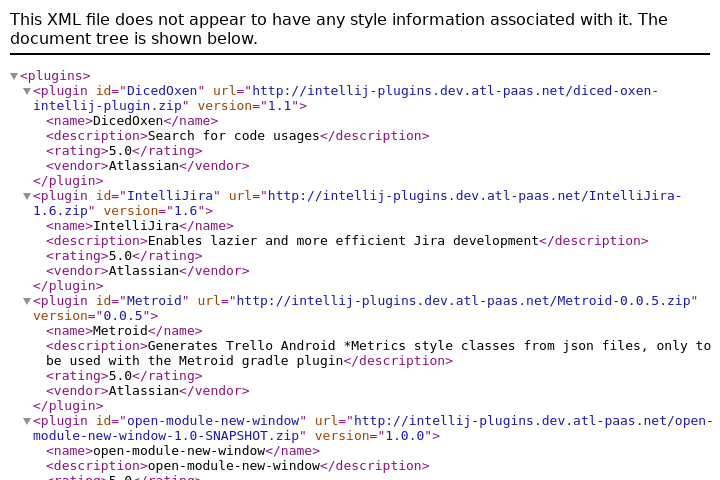 This XML file does not appear to have any style information associated with it. The
document tree is shown below.
<plugins>
<plugin id="DicedOxen" url="http://intellij-plugins.dev.atl-paas.net/diced-oxen-
intellij-plugin.zip" version="1.1">
<name>DicedOxen</name>
<description>Search for code usages</description>
<rating>5.0</rating>
<vendor>Atlassian</vendor>
</plugin>
<plugin id="IntelliJira" url="http://intellij-plugins.dev.atl-paas.net/IntelliJira-
1.6.zip" version="1.6">
<name>IntelliJira</name>
<description>Enables lazier and more efficient Jira development</description>
<rating>5.0</rating>
<vendor>Atlassian</vendor>
</plugin>
<plugin id="Metroid" url="http://intellij-plugins.dev.atl-paas.net/Metroid-0.0.5.zip"
version="0.0.5">
<name>Metroid</name>
<description>Generates Trello Android *Metrics style classes from json files, only to
be used with the Metroid gradle plugin</description>
<rating>5.0</rating>
<vendor>Atlassian</vendor>
</plugin>
<plugin id="open-module-new-window" url="http://intellij-plugins.dev.atl-paas.net/open-
module-new-window-1.0-SNAPSHOT.zip" version="1.0.0">
<name>open-module-new-window</name>
<description>open-module-new-window</description>
<rating>5.0</rating>